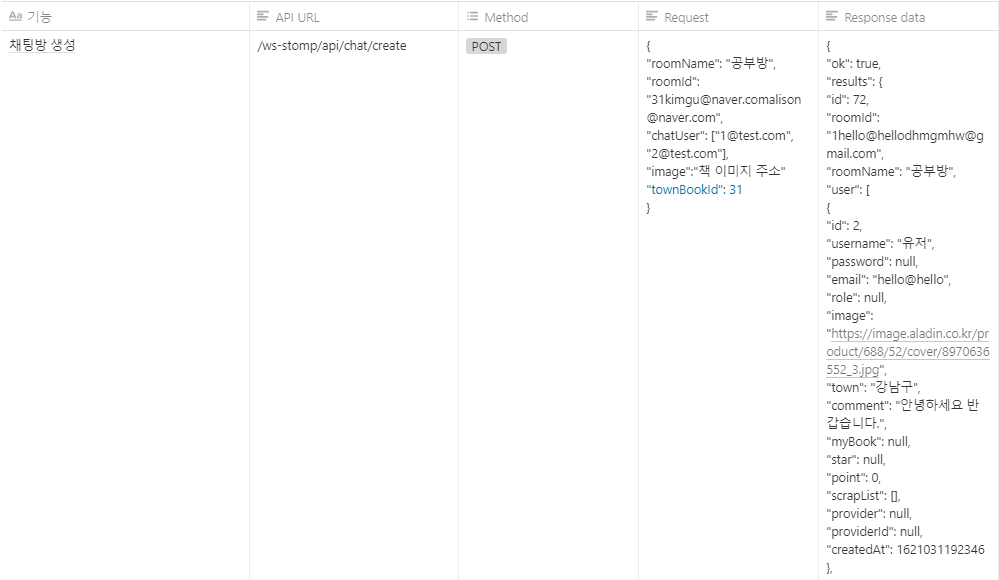 Aa 기능
API URL
Method
Request
Response data
채팅방 생성
/ws-stomp/api/chat/create
POST
{
"roomName": "공부방",
"roomId":
"31kimgu@naver.comalison
@naver.com",
"chatUser": ["1@test.com",
"2@test.com"],
"image":"책 이미지 주소"
"townBookId": 31
}
{
"ok": true,
"results": {
"id": 72,
"roomId":
"1hello@hellodhmgmhw@g
mail.com",
"roomName": "공부방",
"user": [
{
"id": 2,
"username": "유저",
"password": null,
"email": "hello@hello",
"role": null,
"image":
"https://image.aladin.co.kr/pr
oduct/688/52/cover/8970636
552_3.jpg",
"town": "강남구",
"comment": "안녕하세요 반
갑습니다.",
"myBook": null,
"star": null,
"point": 0,
"scrapList": [],
"provider": null,
"providerId": null,
"createdAt": 1621031192346
},